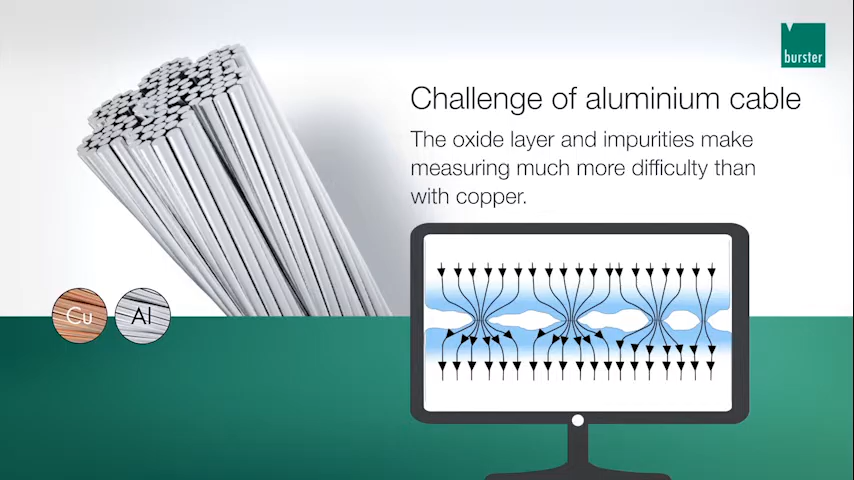 burster
Challenge of aluminium cable
The oxide layer and impurities make
measuring much more difficulty than
with copper.
Cu
Al